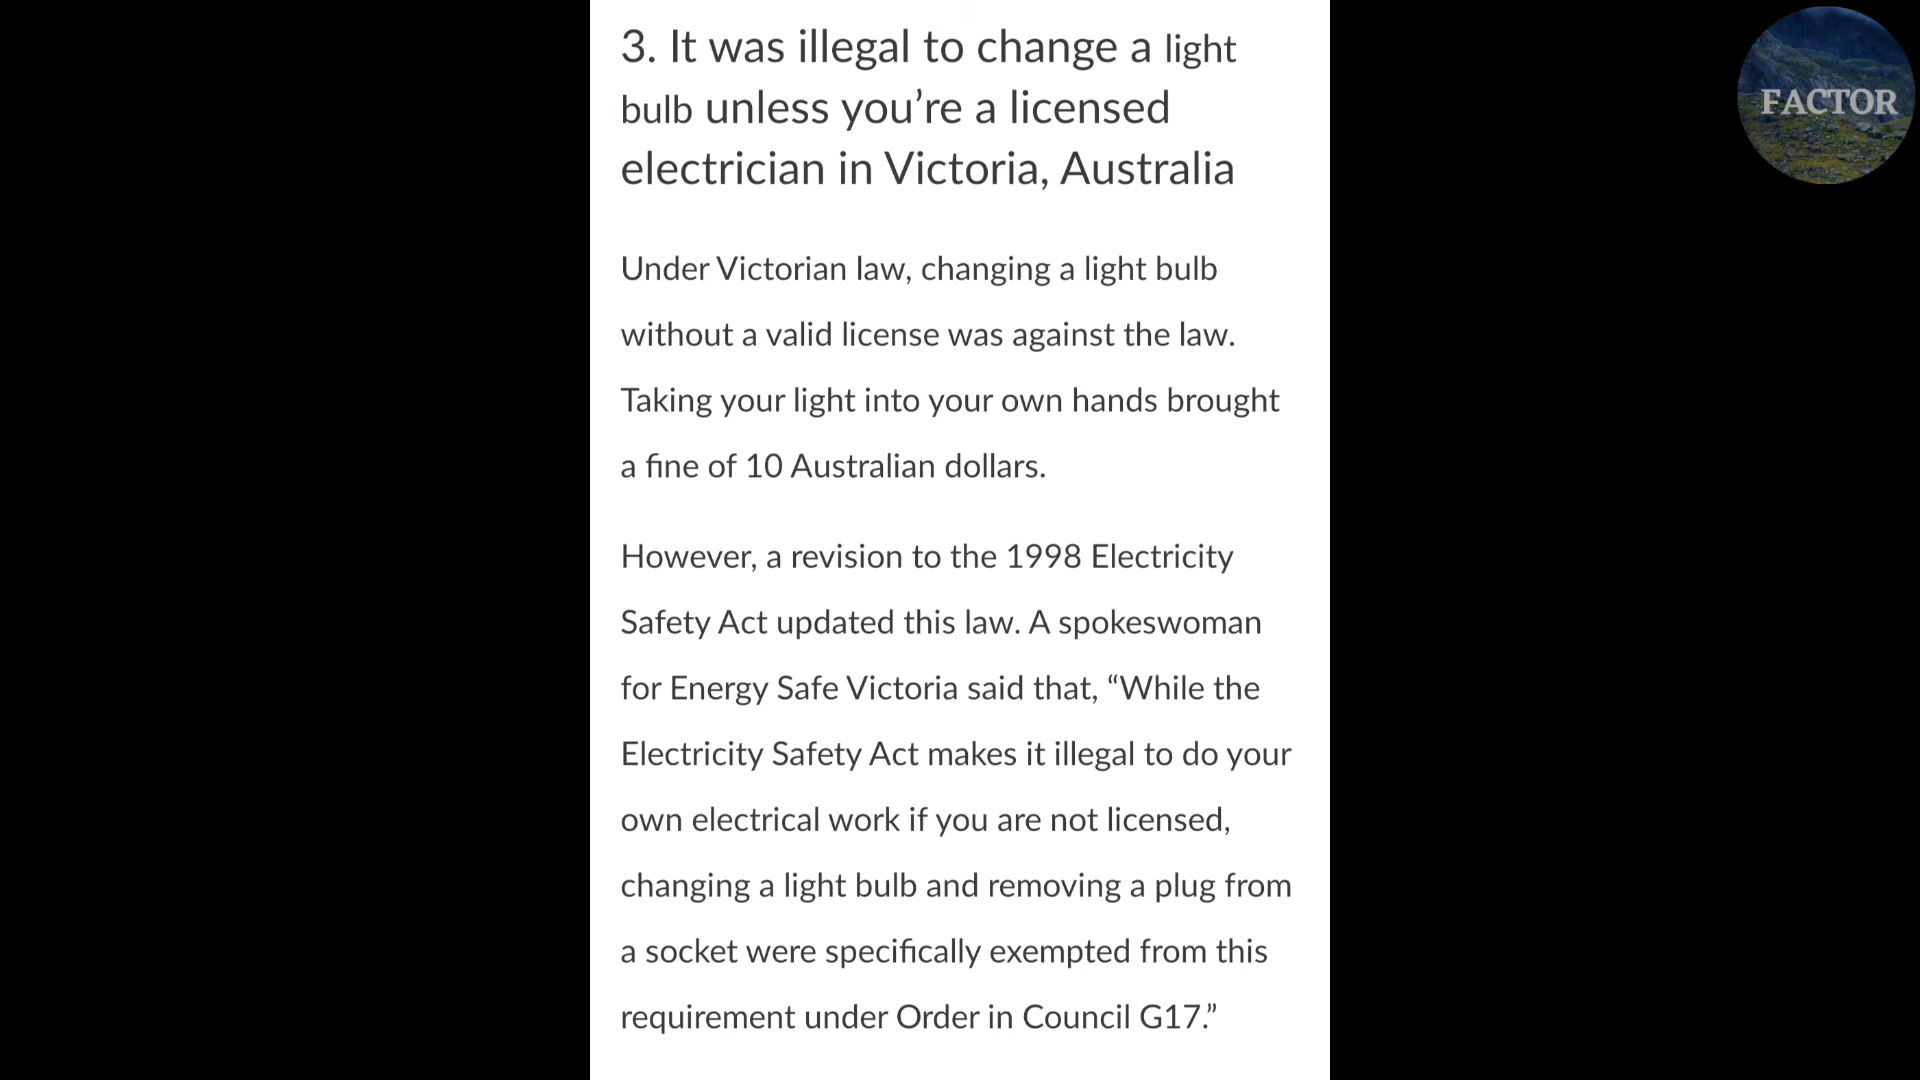 3. It was illegal to change a light
bulb unless you’re a licensed
electrician in Victoria, Australia
Under Victorian law, changing a light bulb
without a valid license was against the law.
Taking your light into your own hands brought
a fine of 10 Australian dollars.
However, a revision to the 1998 Electricity
Safety Act updated this law. A spokeswoman
for Energy Safe Victoria said that, “While the
Electricity Safety Act makes it illegal to do your
own electrical work if you are not licensed,
changing a light bulb and removing a plug from
a socket were specifically exempted from this
requirement under Order in Council G17.”
FACTOR